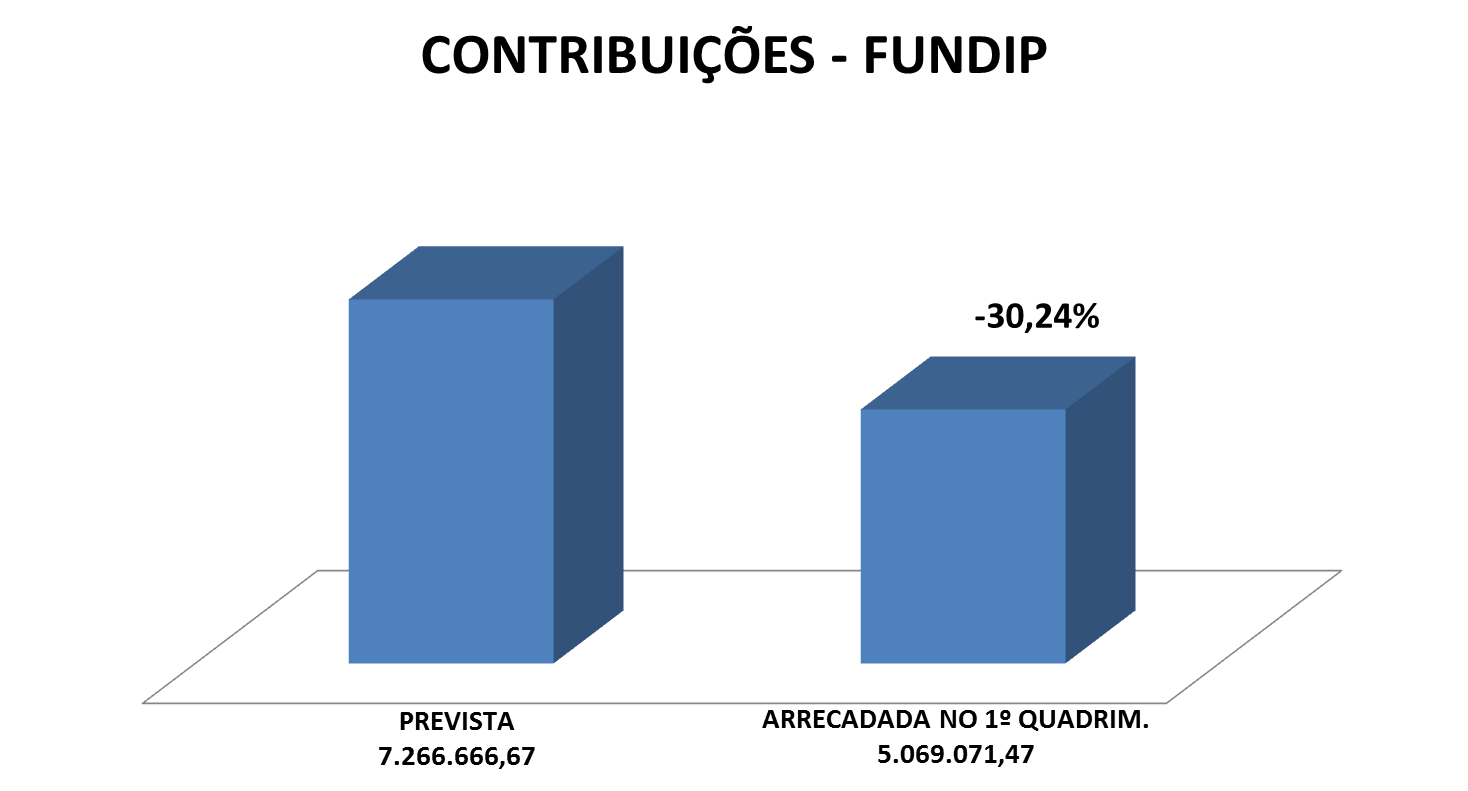 CONTRIBUIÇÕES - FUNDIP
-30,24%
PREVISTA
7.266.666,67
ARRECADADA NO 1º QUADRIM.
5.069.071,47